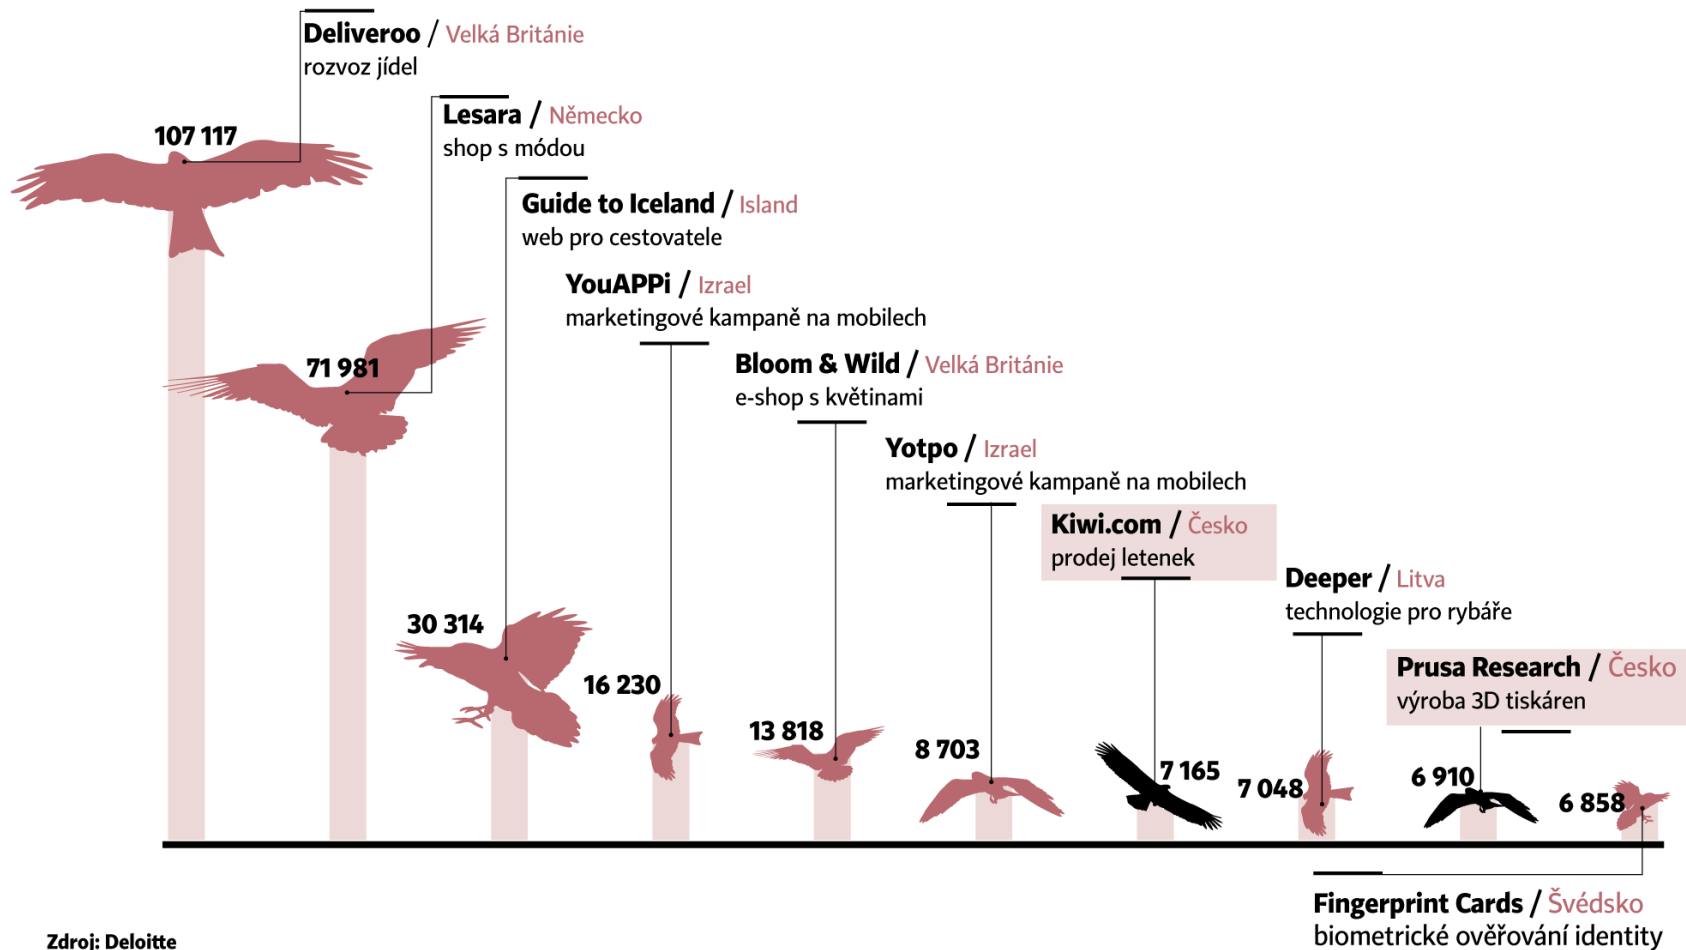 Deliveroo / Velká Británie
rozvoz jídel
107 117
Lesara / Německo
shop s módou
71 981
Guide to Iceland / Island
web pro cestovatele
30 314
YouAPPi / Izrael
marketingové kampaně na mobilech
16 230
Bloom & Wild / Velká Británie
e-shop s květinami
13 818
Yotpo / Izrael
marketingové kampaně na mobilech
8 703
Kiwi.com / Česko
prodej letenek
7 165
Deeper / Litva
technologie pro rybáře
7 048
Prusa Research / Česko
výroba 3D tiskáren
6 910
6 858
Fingerprint Cards / Švédsko
biometrické ověřování identity
Zdroj: Deloitte